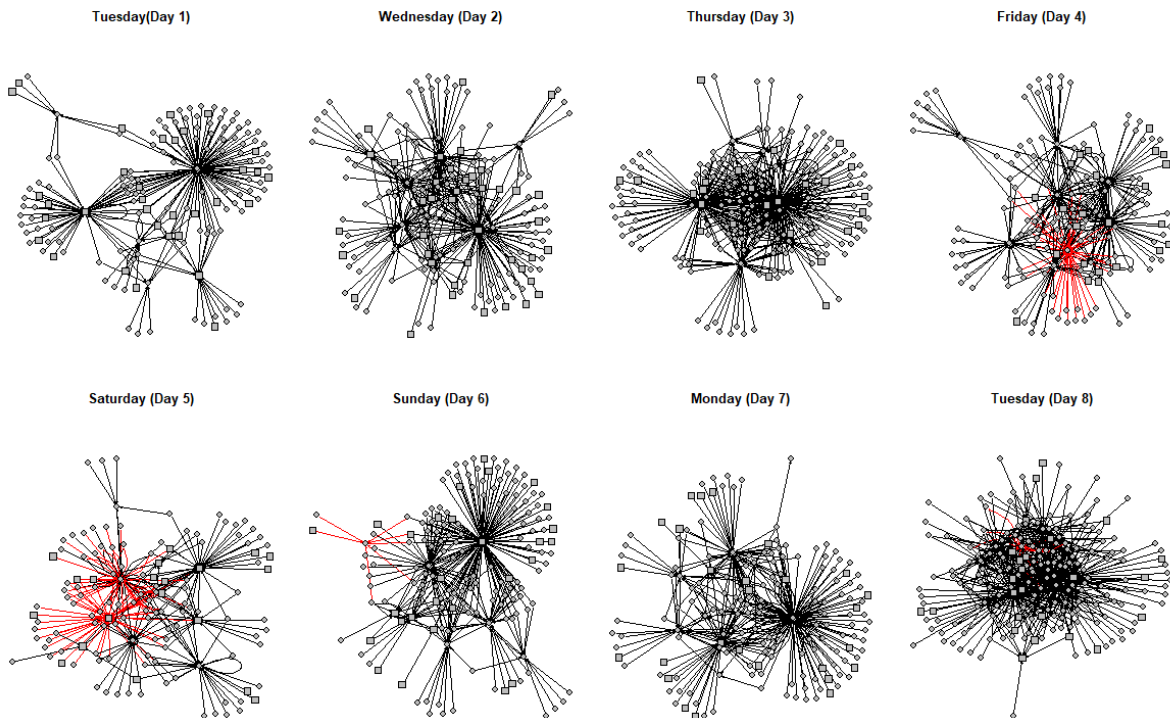 Tuesday(Day 1)
Wednesday (Day 2)
Thursday (Day 3)
Friday (Day 4)
Saturday (Day 5)
Sunday (Day 6)
Monday (Day 7)
Tuesday (Day 8)